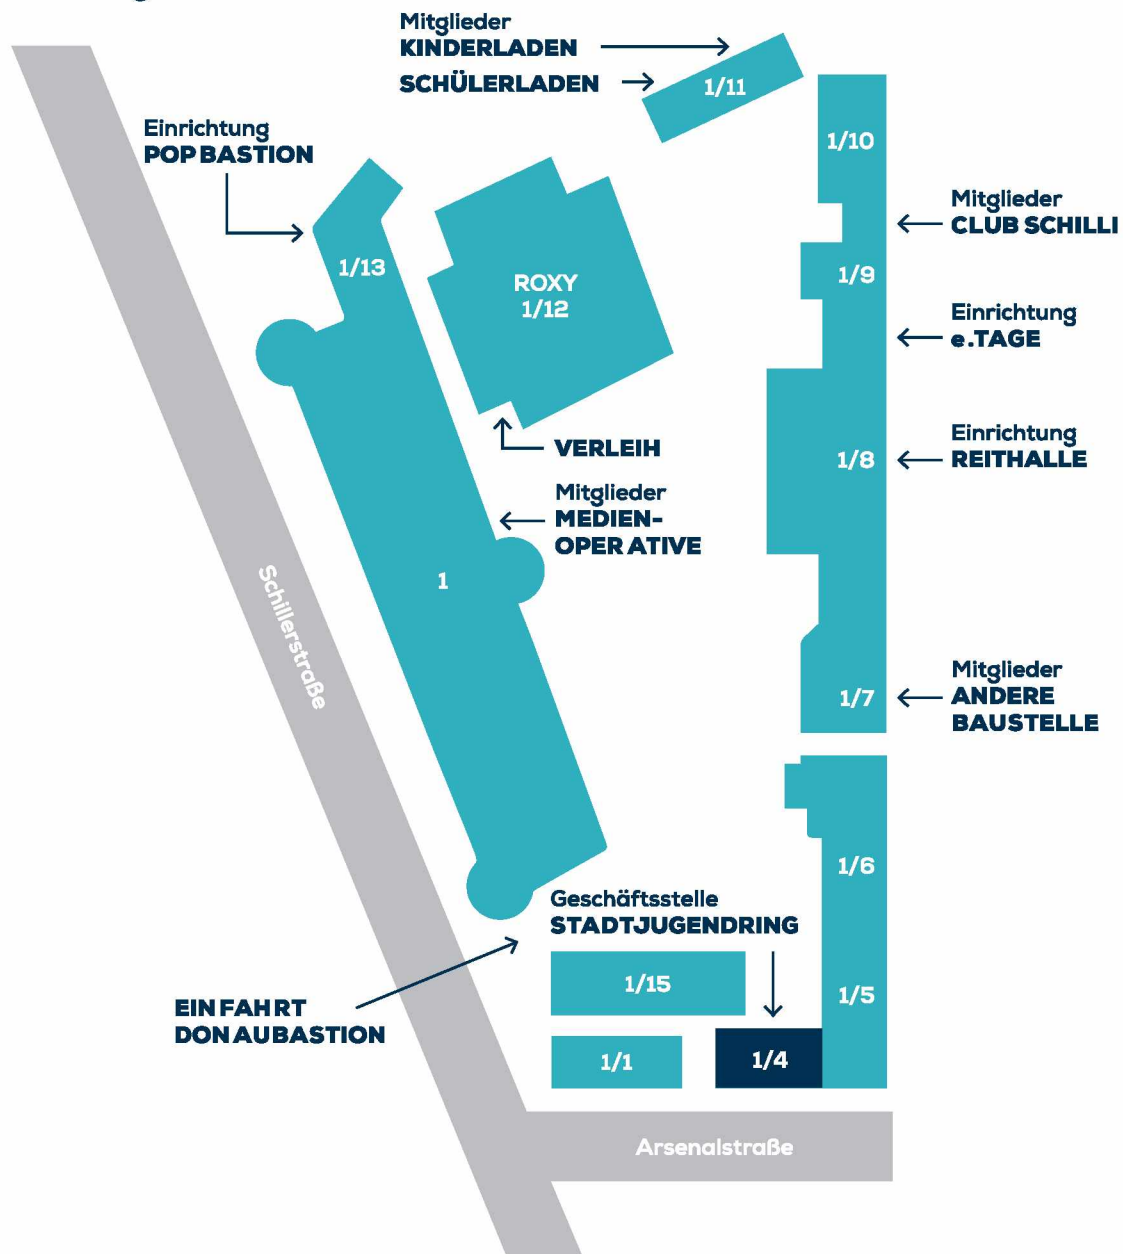 Mitglieder
KINDERLADEN
SCHÜLERLADEN
1/11
1/10
Einrichtung
POPBASTION
Mitglieder
CLUB SCHILLI
1/13
ROXY
1/12
1/9
Einrichtung
e.TAGE
VERLEIH
Einrichtung
REITHALLE
1/8
Mitglieder
MEDIEN-
OPERATIVE
1
Schillerstraße
Mitglieder
ANDERE
BAUSTELLE
1/7
1/6
Geschäftsstelle
STADTJUGENDRING
1/15
1/5
EINFAHRT
DONAUBASTION
1/1
1/4
Arsenalstraße